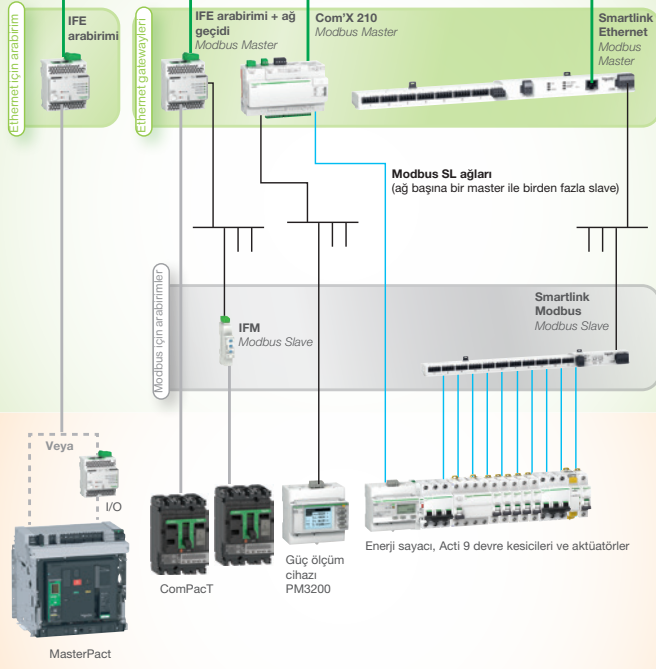 Ethernet için arabirim
IFE
arabirimi
Ethernet gatewayleri
IFE arabirimi + ağ
geçidi
Modbus Master
Com'X 210
Modbus Master
Smartlink
Ethernet
Modbus
Master
Modbus SL ağları
(ağ başına bir master ile birden fazla slave)
Modbus için arabirimler
IFM
Modbus Slave
Smartlink
Modbus
Modbus Slave
Veya
I/O
MasterPact
ComPacT
Güç ölçüm
cihazı
PM3200
Enerji sayacı, Acti 9 devre kesicileri ve aktüatörler